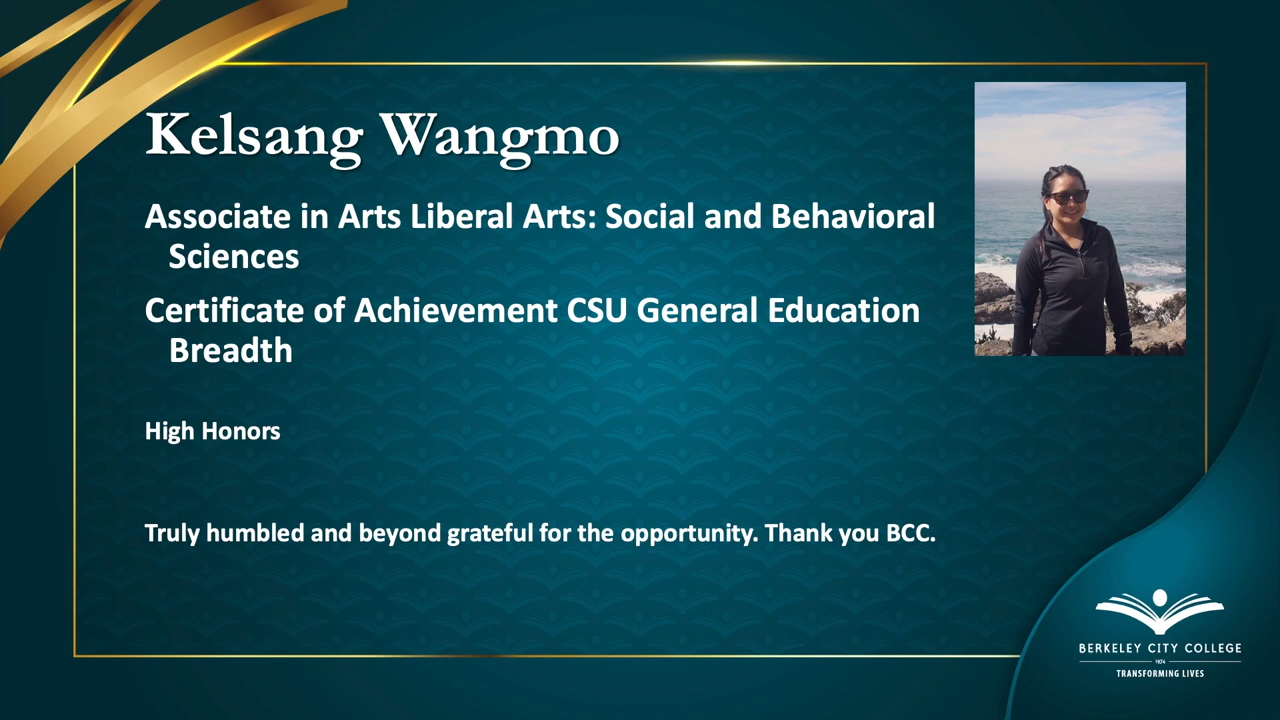 Kelsang Wangmo
Associate in Arts Liberal Arts: Social and Behavioral
Sciences
Certificate of Achievement CSU General Education
Breadth
High Honors
Truly humbled and beyond grateful for the opportunity. Thank you BCC.
BERKELEY CITY COLLEGE
1974
TRANSFORMING LIVES